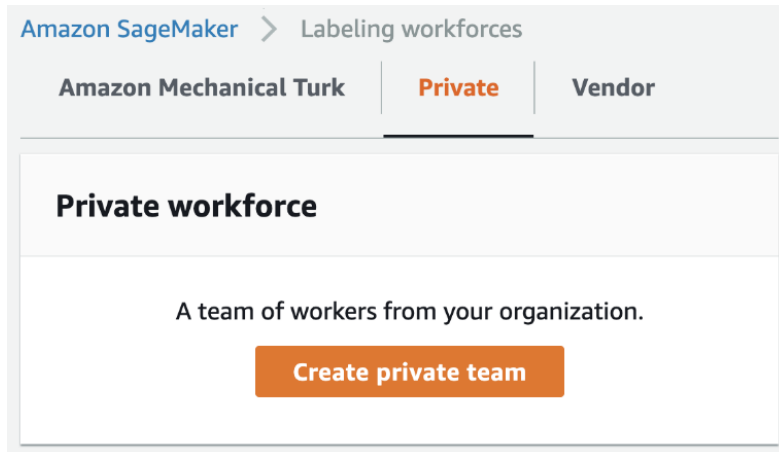 Amazon SageMaker > Labeling workforces
Amazon Mechanical Turk Private Vendor
Private workforce
A team of workers from your organization.
Create private team